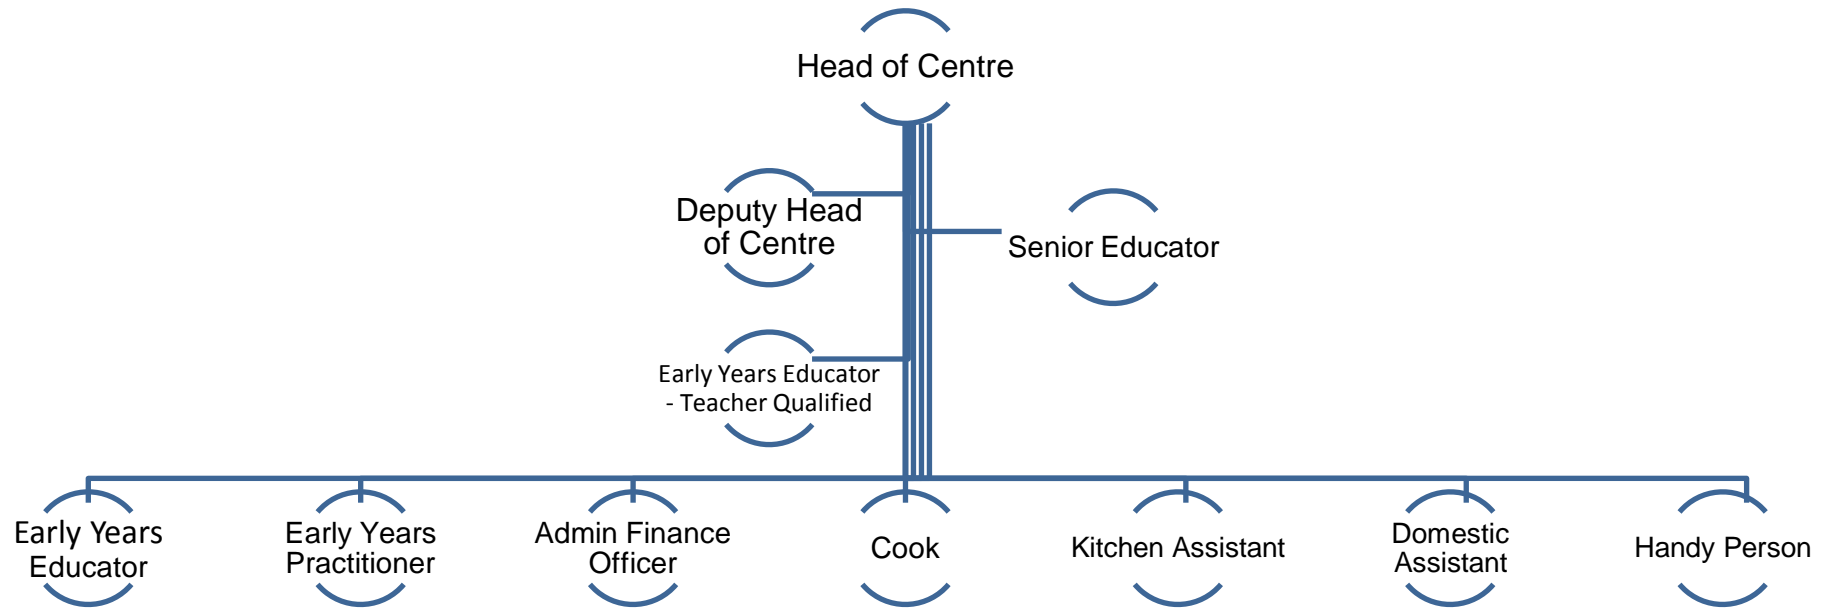 Head of Centre
Deputy Head
of Centre
Senior Educator
Early Years Educator
- Teacher Qualified
Early Years
Educator
Early Years
Practitioner
Admin Finance
Officer
Cook
Kitchen Assistant
Domestic
Assistant
Handy Person